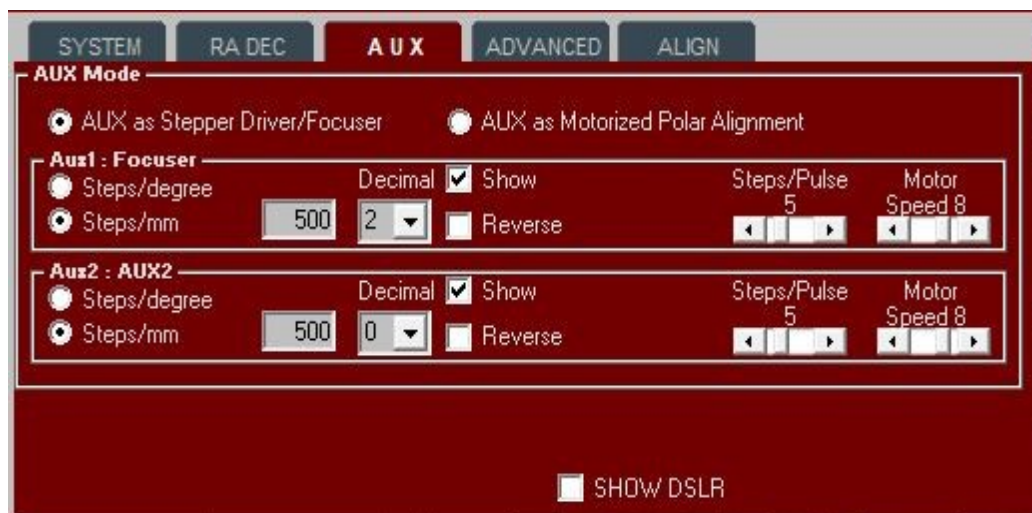 SYSTEM RA DEC A U X ADVANCED ALIGN
AUX Mode
AUX as Stepper Driver/Focuser AUX as Motorized Polar Alignment
Aux1 : Focuser
Steps/degree Decimal Show Steps/Pulse Motor
5 Speed 8
Steps/mm 500 2 Reverse
Aux2 : AUX2
Steps/degree Decimal Show Steps/Pulse Motor
5 Speed 8
Steps/mm 500 0 Reverse
SHOW DSLR